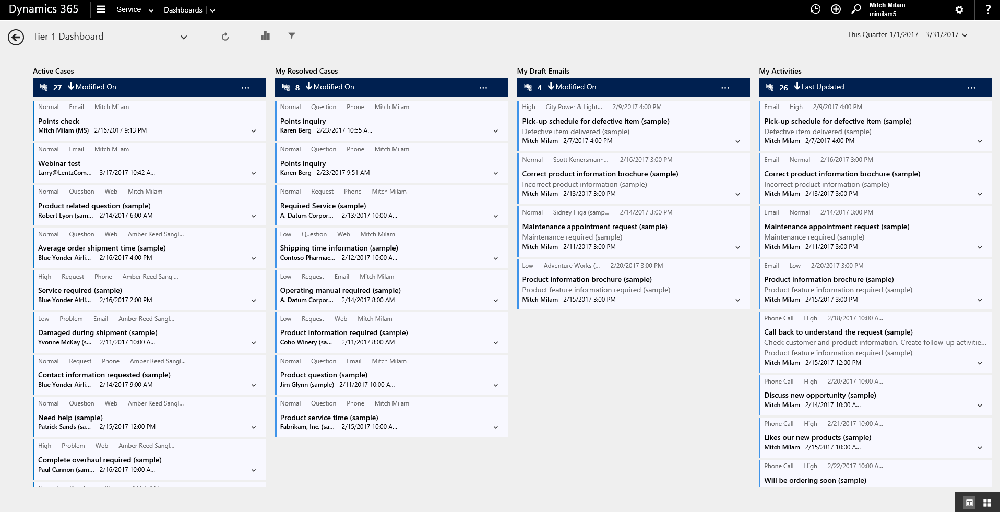 Dynamics 365
Service
Dashboards
Mitch Milam
mimilam5
?
Tier 1 Dashboard
This Quarter 1/1/2017 - 3/31/2017
Active Cases
27 Modified On ...
Normal Email Mitch Milam
Points check
Mitch Milam (MS) 2/16/2017 9:13 PM
Normal Email Mitch Milam
Webinar test
Larry@LentzCom... 3/17/2017 10:42 A...
Normal Question Web Mitch Milam
Product related question (sample)
Robert Lyon (sam... 2/14/2017 6:00 AM
Normal Question Web Amber Reed Sangl...
Average order shipment time (sample)
Blue Yonder Airli... 2/16/2017 4:00 PM
High Request Phone Amber Reed Sangl...
Service required (sample)
Blue Yonder Airli... 2/16/2017 2:00 PM
Low Problem Email Amber Reed Sangl...
Damaged during shipment (sample)
Yvonne McKay (s... 2/11/2017 10:00 A...
Normal Request Phone Amber Reed Sangl...
Contact information requested (sample)
Blue Yonder Airli... 2/14/2017 9:00 AM
Normal Question Web Amber Reed Sangl...
Need help (sample)
Patrick Sands (sa... 2/15/2017 12:00 PM
High Problem Web Amber Reed Sangl...
Complete overhaul required (sample)
Paul Cannon (sam... 2/16/2017 10:00 A...
My Resolved Cases
8 Modified On ...
Normal Question Phone Mitch Milam
Points inquiry
Karen Berg 2/23/2017 10:55 A...
Normal Question Phone Mitch Milam
Points inquiry
Karen Berg 2/23/2017 9:51 AM
Normal Request Phone Mitch Milam
Required Service (sample)
A. Datum Corpor... 2/13/2017 10:00 A...
Low Question Web Mitch Milam
Shipping time information (sample)
Contoso Pharmac... 2/12/2017 10:00 A...
Low Request Email Mitch Milam
Operating manual required (sample)
A. Datum Corpor... 2/14/2017 8:00 AM
Low Request Web Mitch Milam
Product information required (sample)
Coho Winery (sa... 2/11/2017 8:00 AM
Normal Question Email Mitch Milam
Product question (sample)
Jim Glynn (sample) 2/11/2017 10:00 A...
Normal Question Phone Mitch Milam
Product service time (sample)
Fabrikam, Inc. (sa... 2/15/2017 10:00 A...
My Draft Emails
4 Modified On ...
High City Power & Light... 2/9/2017 4:00 PM
Pick-up schedule for defective item (sample)
Defective item delivered (sample)
Mitch Milam 2/7/2017 4:00 PM
Normal Scott Konersmann... 2/16/2017 3:00 PM
Correct product information brochure (sample)
Incorrect product information (sample)
Mitch Milam 2/13/2017 3:00 PM
Normal Sidney Higa (samp... 2/14/2017 3:00 PM
Maintenance appointment request (sample)
Maintenance required (sample)
Mitch Milam 2/11/2017 3:00 PM
Low Adventure Works (... 2/20/2017 3:00 PM
Product information brochure (sample)
Product feature information required (sample)
Mitch Milam 2/15/2017 3:00 PM
My Activities
26 Last Updated ...
Email High 2/9/2017 4:00 PM
Pick-up schedule for defective item (sample)
Defective item delivered (sample)
Mitch Milam 2/7/2017 4:00 PM
Email Normal 2/16/2017 3:00 PM
Correct product information brochure (sample)
Incorrect product information (sample)
Mitch Milam 2/13/2017 3:00 PM
Email Normal 2/14/2017 3:00 PM
Maintenance appointment request (sample)
Maintenance required (sample)
Mitch Milam 2/11/2017 3:00 PM
Email Low 2/20/2017 3:00 PM
Product information brochure (sample)
Product feature information required (sample)
Mitch Milam 2/15/2017 3:00 PM
Phone Call High 2/18/2017 10:00 A...
Call back to understand the request (sample)
Check customer and product information. Create follow-up activitie...
Product feature information required (sample)
Mitch Milam 2/15/2017 12:00 PM
Phone Call High 2/20/2017 10:00 A...
Discuss new opportunity (sample)
Mitch Milam 2/14/2017 10:00 A...
Phone Call High 2/21/2017 10:00 A...
Likes our new products (sample)
Mitch Milam 2/15/2017 10:00 A...
Phone Call High 2/22/2017 10:00 A...
Will be ordering soon (sample)